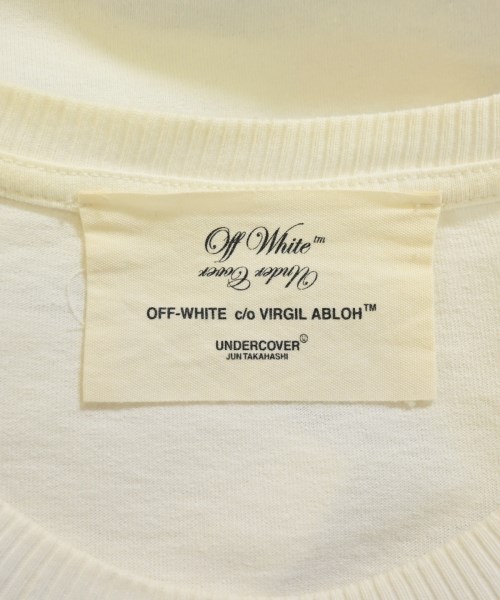 Off White™
Under Cover
OFF-WHITE c/o VIRGIL ABLOH™
UNDERCOVER
JUN TAKAHASHI